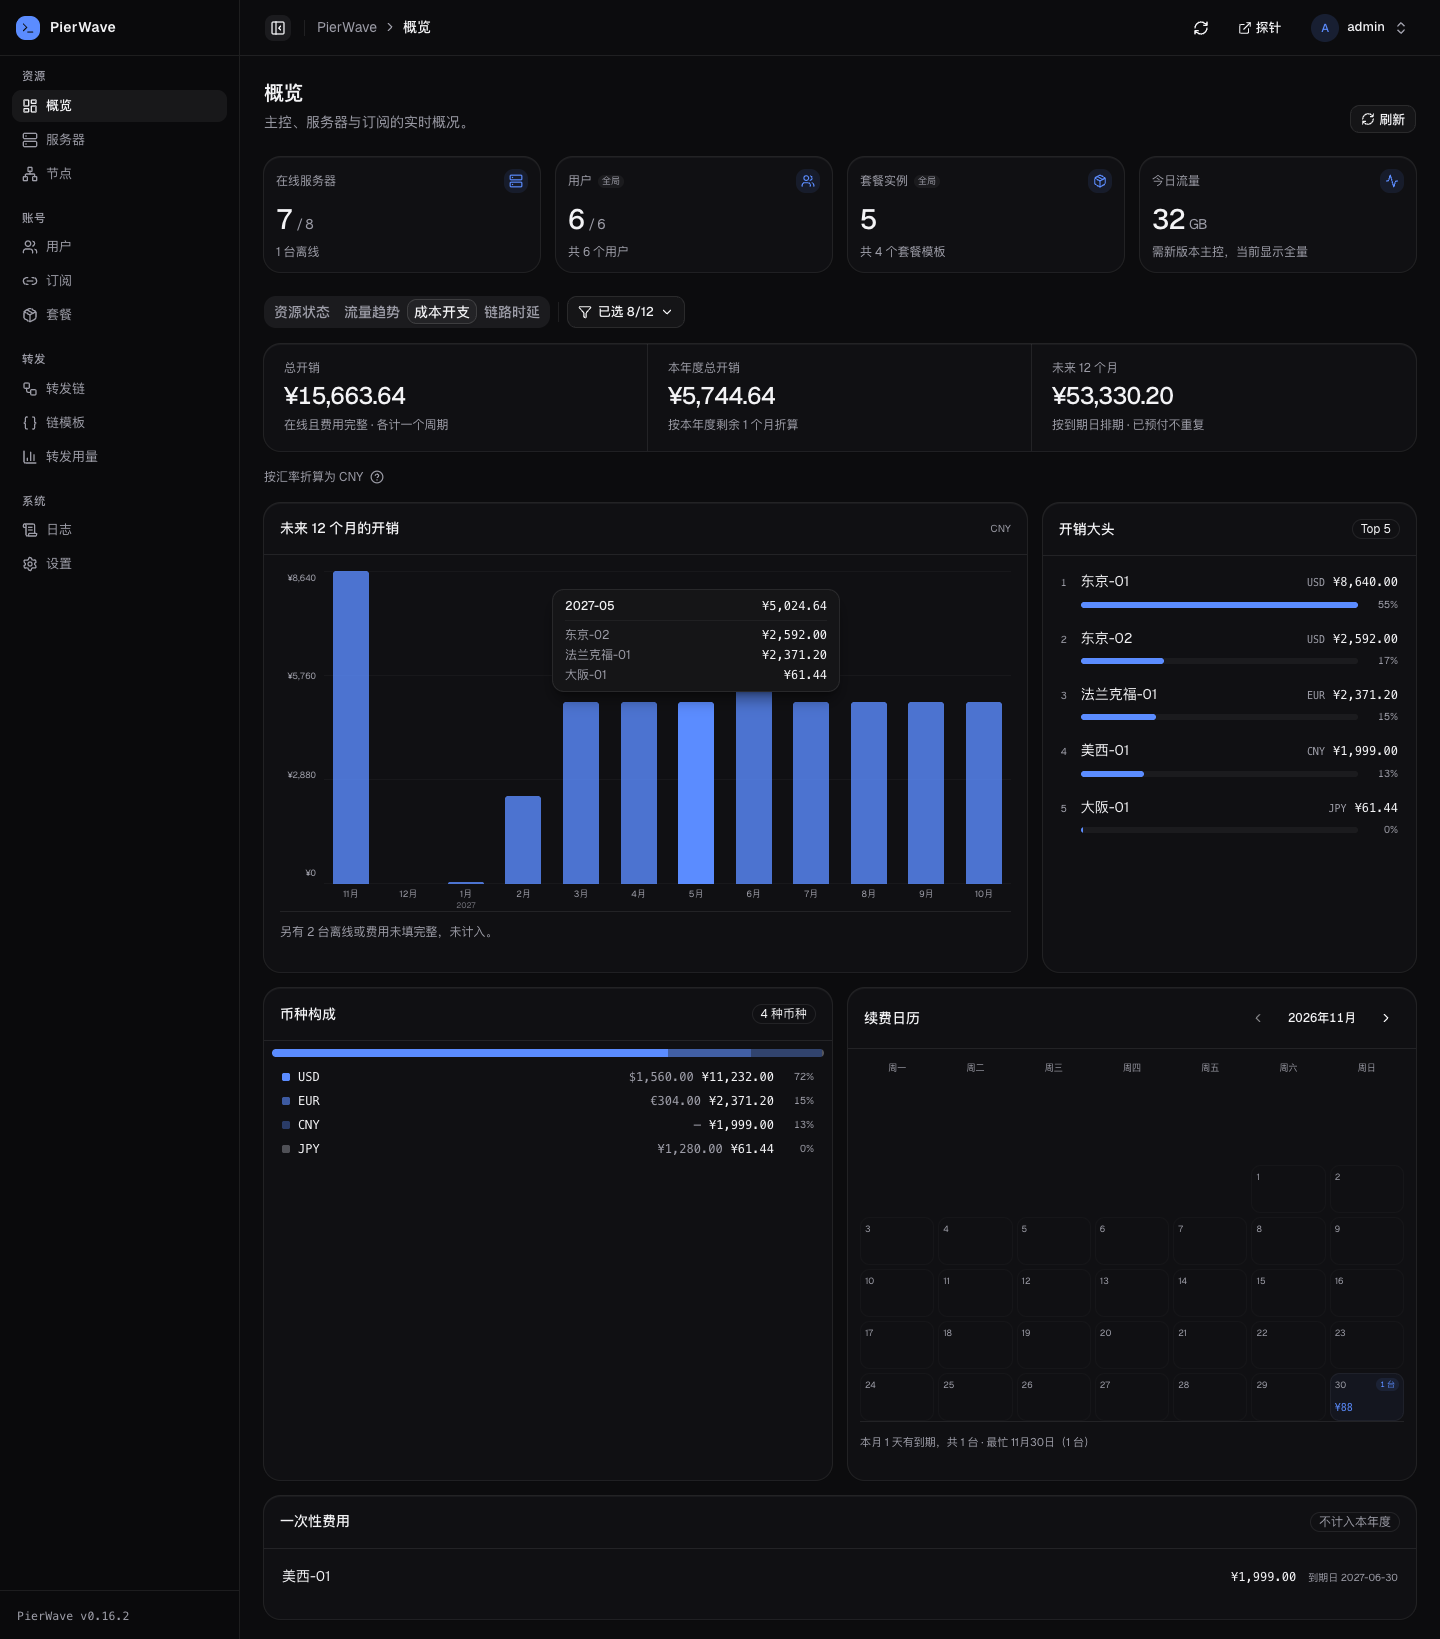 PierWave
PierWave > 概览
探针
A admin
资源
概览
服务器
节点
账号
用户
订阅
套餐
转发
转发链
链模板
转发用量
系统
日志
设置
PierWave v0.16.2
概览
主控、服务器与订阅的实时概况。
刷新
在线服务器
7 / 8
1 台离线
用户 全局
6 / 6
共 6 个用户
套餐实例 全局
5
共 4 个套餐模板
今日流量
32 GB
需新版本主控，当前显示全量
资源状态 流量趋势 成本开支 链路时延
已选 8/12
总开销
¥15,663.64
在线且费用完整 · 各计一个周期
本年度总开销
¥5,744.64
按本年度剩余 1 个月折算
未来 12 个月
¥53,330.20
按到期日排期 · 已预付不重复
按汇率折算为 CNY
未来 12 个月的开销 CNY
¥8,640
¥5,760
¥2,880
¥0
2027-05 ¥5,024.64
东京-02 ¥2,592.00
法兰克福-01 ¥2,371.20
大阪-01 ¥61.44
11月 12月 1月 2月 3月 4月 5月 6月 7月 8月 9月 10月
2027
另有 2 台离线或费用未填完整，未计入。
开销大头 Top 5
1 东京-01 USD ¥8,640.00
55%
2 东京-02 USD ¥2,592.00
17%
3 法兰克福-01 EUR ¥2,371.20
15%
4 美西-01 CNY ¥1,999.00
13%
5 大阪-01 JPY ¥61.44
0%
币种构成 4 种币种
USD $1,560.00 ¥11,232.00 72%
EUR €304.00 ¥2,371.20 15%
CNY — ¥1,999.00 13%
JPY ¥1,280.00 ¥61.44 0%
续费日历 2026年11月
周一 周二 周三 周四 周五 周六 周日
1 2
3 4 5 6 7 8 9
10 11 12 13 14 15 16
17 18 19 20 21 22 23
24 25 26 27 28 29 30 1 台
¥88
本月 1 天有到期，共 1 台 · 最忙 11月30日（1 台）
一次性费用 不计入本年度
美西-01 ¥1,999.00 到期日 2027-06-30